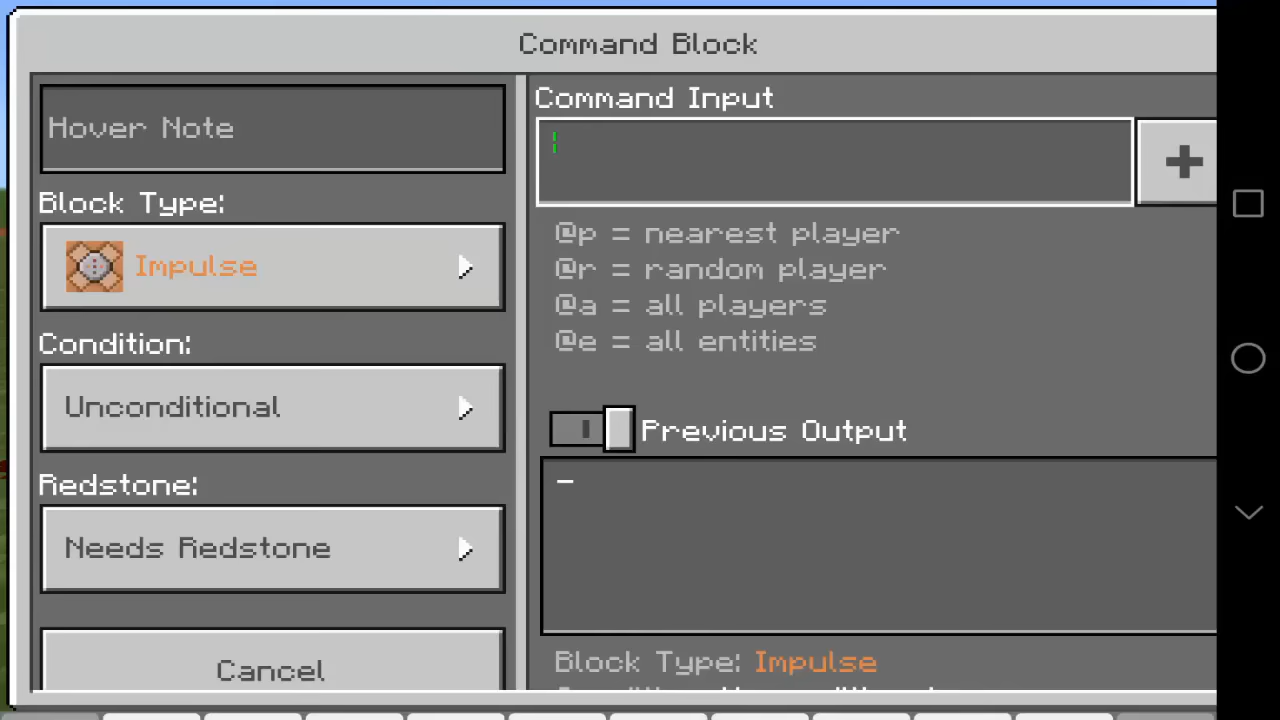 Command Block
Hover Note
Block Type:
Impulse
Condition:
Unconditional
Redstone:
Needs Redstone
Cancel
Command Input
@p = nearest player
@r = random player
@a = all players
@e = all entities
Previous Output
-
Block Type: Impulse